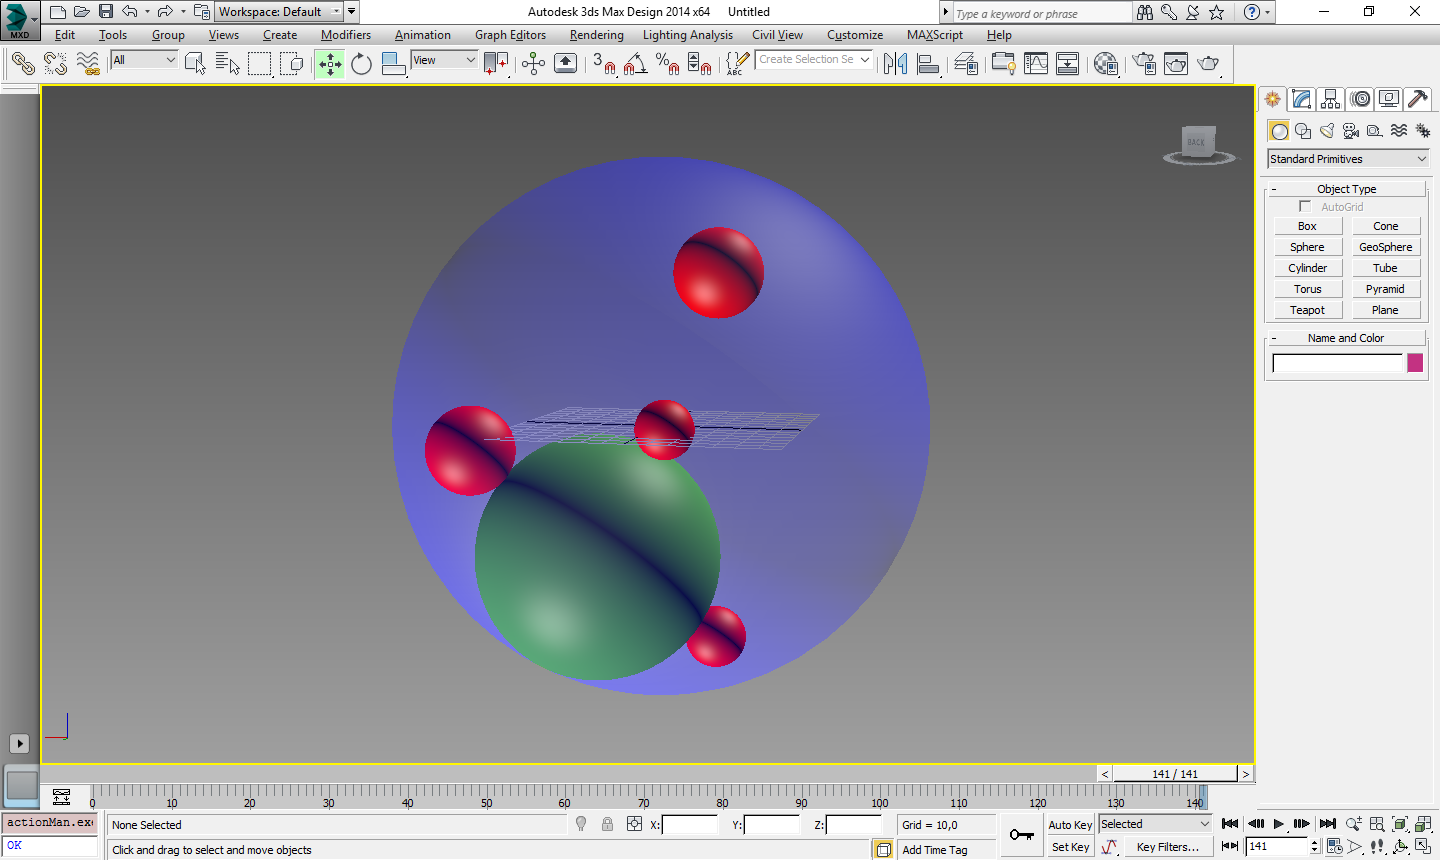 Workspace: Default
Autodesk 3ds Max Design 2014 x64 Untitled
Type a keyword or phrase
MXD
Edit Tools Group Views Create Modifiers Animation Graph Editors Rendering Lighting Analysis Civil View Customize MAXScript Help
All
View
3
%
ABC
Create Selection Se
BACK
Standard Primitives
- Object Type
AutoGrid
Box Cone
Sphere GeoSphere
Cylinder Tube
Torus Pyramid
Teapot Plane
- Name and Color
< 141 / 141 >
0 10 20 30 40 50 60 70 80 90 100 110 120 130 140
actionMan.exe
OK
None Selected
X: Y: Z:
Grid = 10,0
Click and drag to select and move objects
Add Time Tag
Auto Key
Selected
Set Key
Key Filters...
141